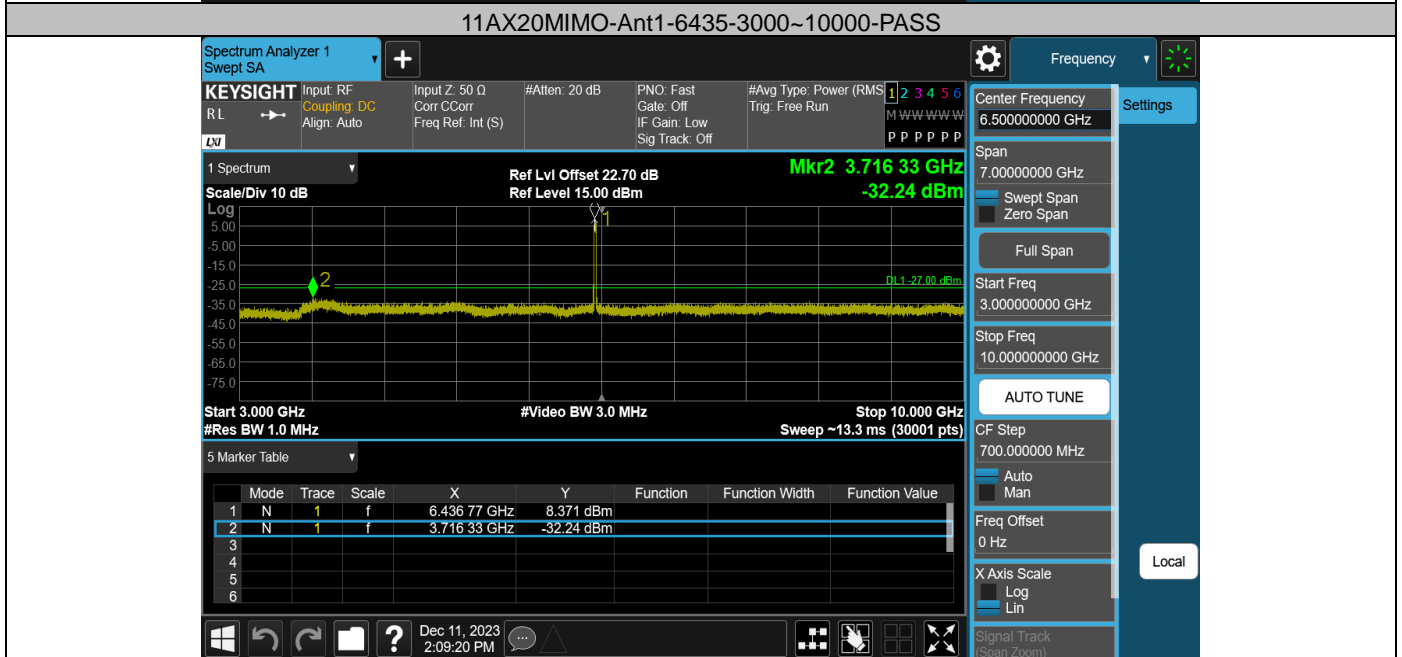 11AX20MIMO-Ant1-6435-3000~10000-PASS
Spectrum Analyzer 1
Swept SA
Frequency
KEYSIGHT
RL
LXI
Input: RF
Coupling: DC
Align: Auto
Input Z: 50 Ω
Corr CCorr
Freq Ref: Int (S)
#Atten: 20 dB
PNO: Fast
Gate: Off
IF Gain: Low
Sig Track: Off
#Avg Type: Power (RMS
Trig: Free Run
1 2 3 4 5 6
M W W W W W
P P P P P P
1 Spectrum
Scale/Div 10 dB
Ref Lvl Offset 22.70 dB
Ref Level 15.00 dBm
Mkr2 3.716 33 GHz
-32.24 dBm
Log
5.00
-5.00
-15.0
-25.0
-35.0
-45.0
-55.0
-65.0
-75.0
1
2
DL1 -27.00 dBm
Start 3.000 GHz
#Res BW 1.0 MHz
#Video BW 3.0 MHz
Stop 10.000 GHz
Sweep ~13.3 ms (30001 pts)
5 Marker Table
Mode Trace Scale X Y Function Function Width Function Value
1 N 1 f 6.436 77 GHz 8.371 dBm
2 N 1 f 3.716 33 GHz -32.24 dBm
3
4
5
6
Dec 11, 2023
2:09:20 PM
Center Frequency
6.500000000 GHz
Span
7.00000000 GHz
Swept Span
Zero Span
Full Span
Start Freq
3.000000000 GHz
Stop Freq
10.000000000 GHz
AUTO TUNE
CF Step
700.000000 MHz
Auto
Man
Freq Offset
0 Hz
X Axis Scale
Log
Lin
Signal Track
(Span Zoom)
Settings
Local